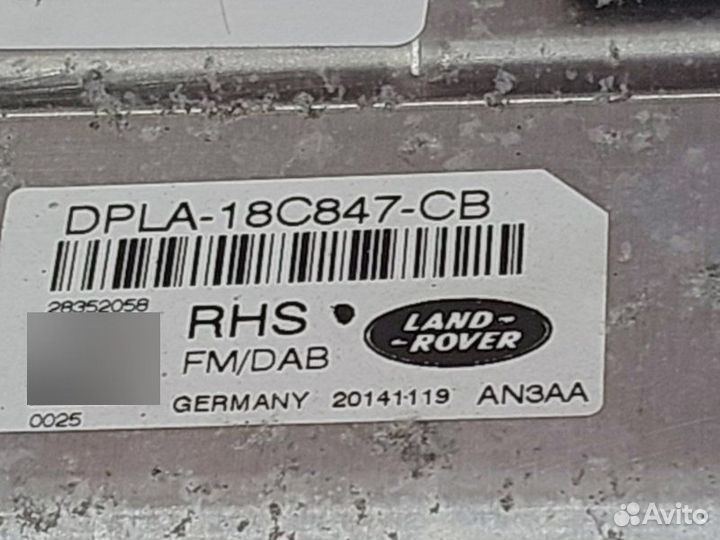 DPLA-18C847-CB
28352058
RHS
LAND-
-ROVER
FM/DAB
GERMANY 20141119 AN3AA
0025
Avito